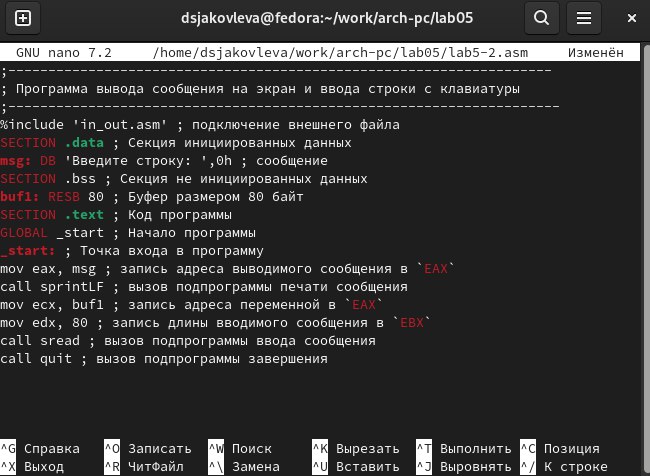 dsjakovleva@fedora:~/work/arch-pc/lab05
GNU nano 7.2 /home/dsjakovleva/work/arch-pc/lab05/lab5-2.asm Изменён
;--------------------------------------------------------------------
; Программа вывода сообщения на экран и ввода строки с клавиатуры
;---------------------------------------------------------------------
%include 'in_out.asm' ; подключение внешнего файла
SECTION .data ; Секция инициированных данных
msg: DB 'Введите строку: ',0h ; сообщение
SECTION .bss ; Секция не инициированных данных
buf1: RESB 80 ; Буфер размером 80 байт
SECTION .text ; Код программы
GLOBAL _start ; Начало программы
_start: ; Точка входа в программу
mov eax, msg ; запись адреса выводимого сообщения в `EAX`
call sprintLF ; вызов подпрограммы печати сообщения
mov ecx, buf1 ; запись адреса переменной в `EAX`
mov edx, 80 ; запись длины вводимого сообщения в `EBX`
call sread ; вызов подпрограммы ввода сообщения
call quit ; вызов подпрограммы завершения
^G Справка ^O Записать ^W Поиск ^K Вырезать ^T Выполнить ^C Позиция
^X Выход ^R ЧитФайл ^\ Замена ^U Вставить ^J Выровнять ^/ К строке